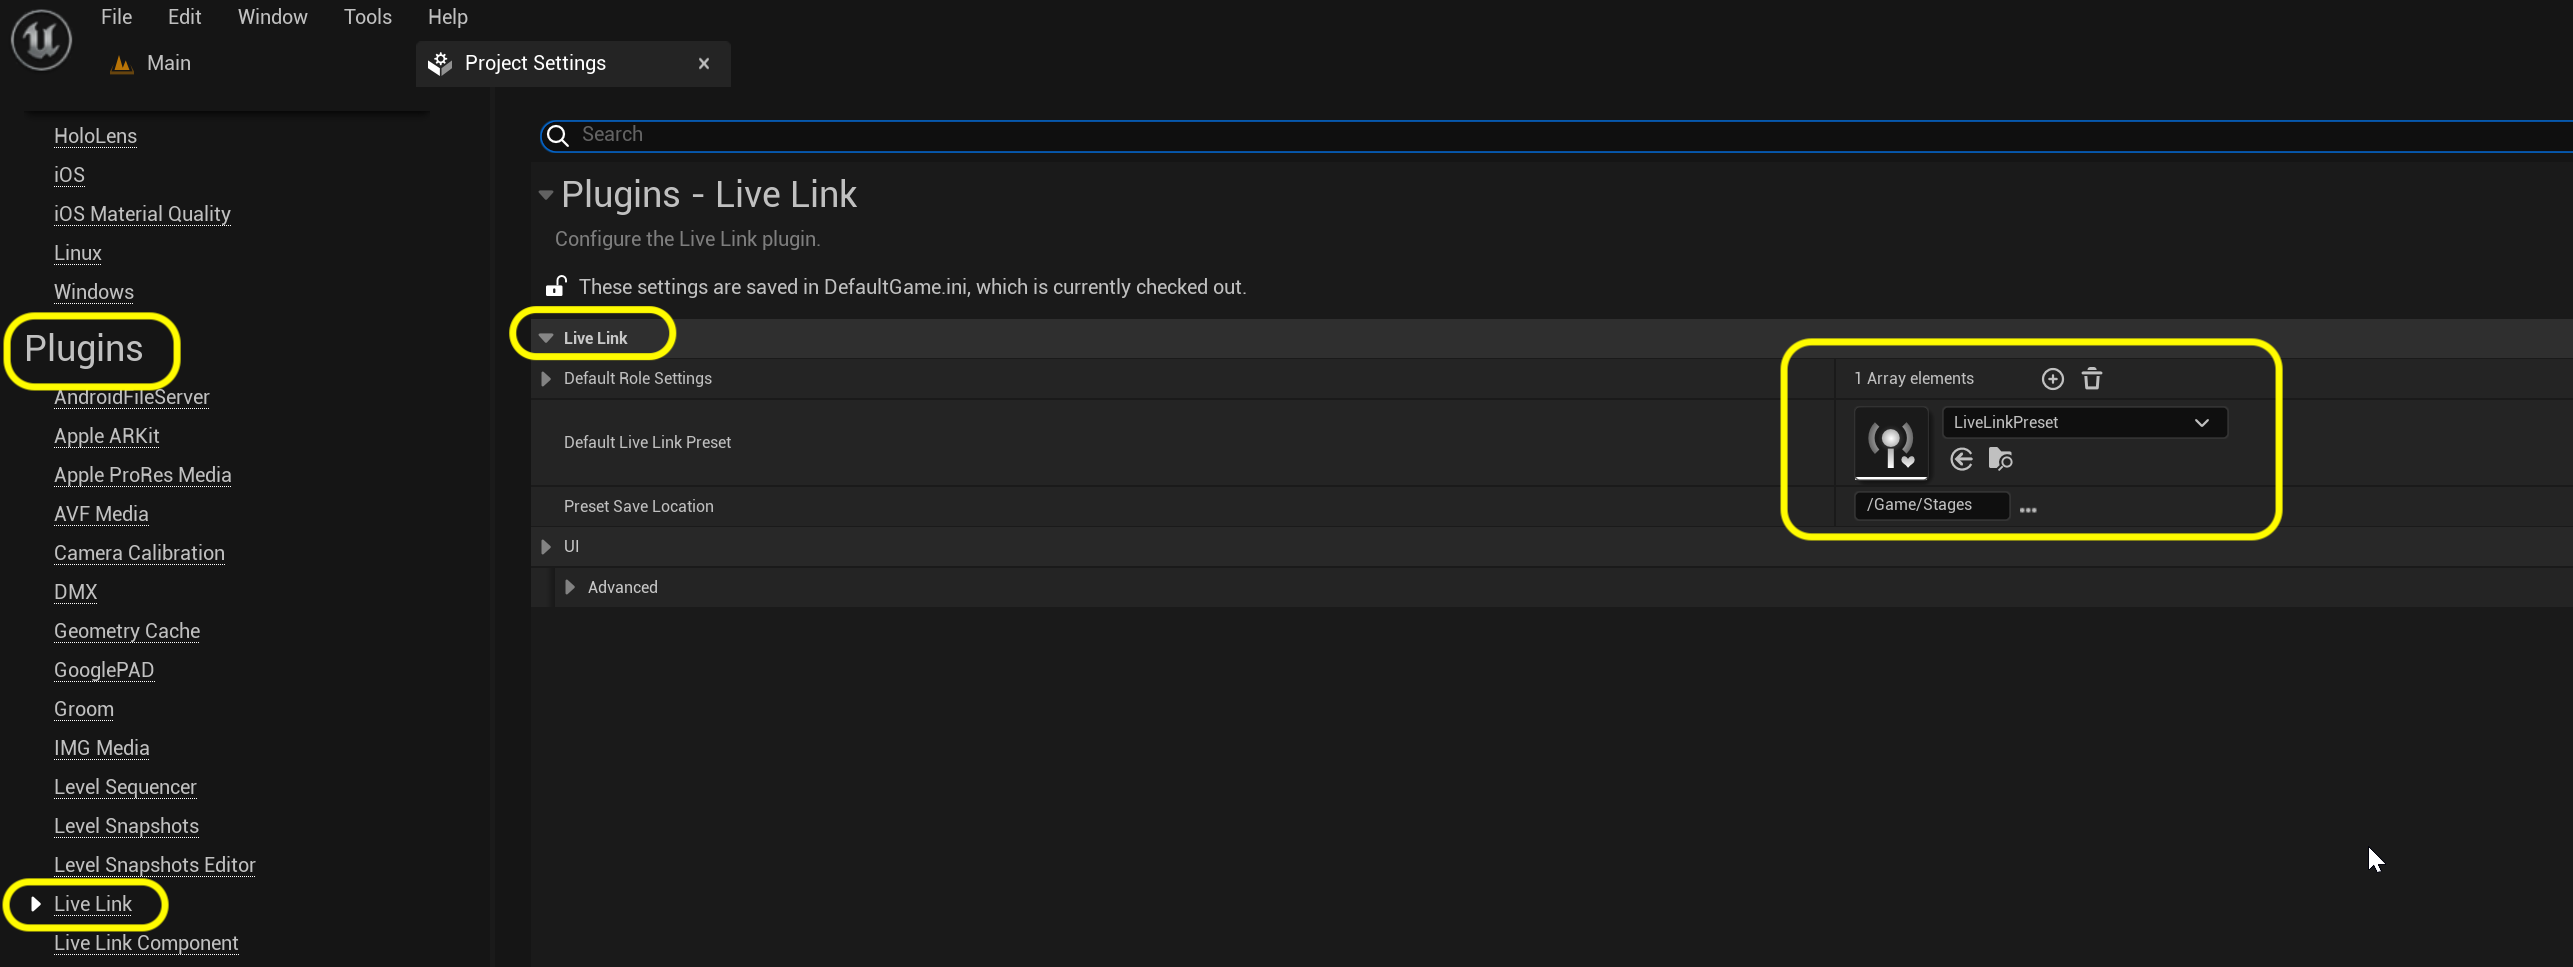 File Edit Window Tools Help
Main
Project Settings
HoloLens
iOS
iOS Material Quality
Linux
Windows
Plugins
AndroidFileServer
Apple ARKit
Apple ProRes Media
AVF Media
Camera Calibration
DMX
Geometry Cache
GooglePAD
Groom
IMG Media
Level Sequencer
Level Snapshots
Level Snapshots Editor
Live Link
Live Link Component
Search
Plugins - Live Link
Configure the Live Link plugin.
These settings are saved in DefaultGame.ini, which is currently checked out.
Live Link
Default Role Settings
1 Array elements
Default Live Link Preset
LiveLinkPreset
Preset Save Location
/Game/Stages
...
UI
Advanced